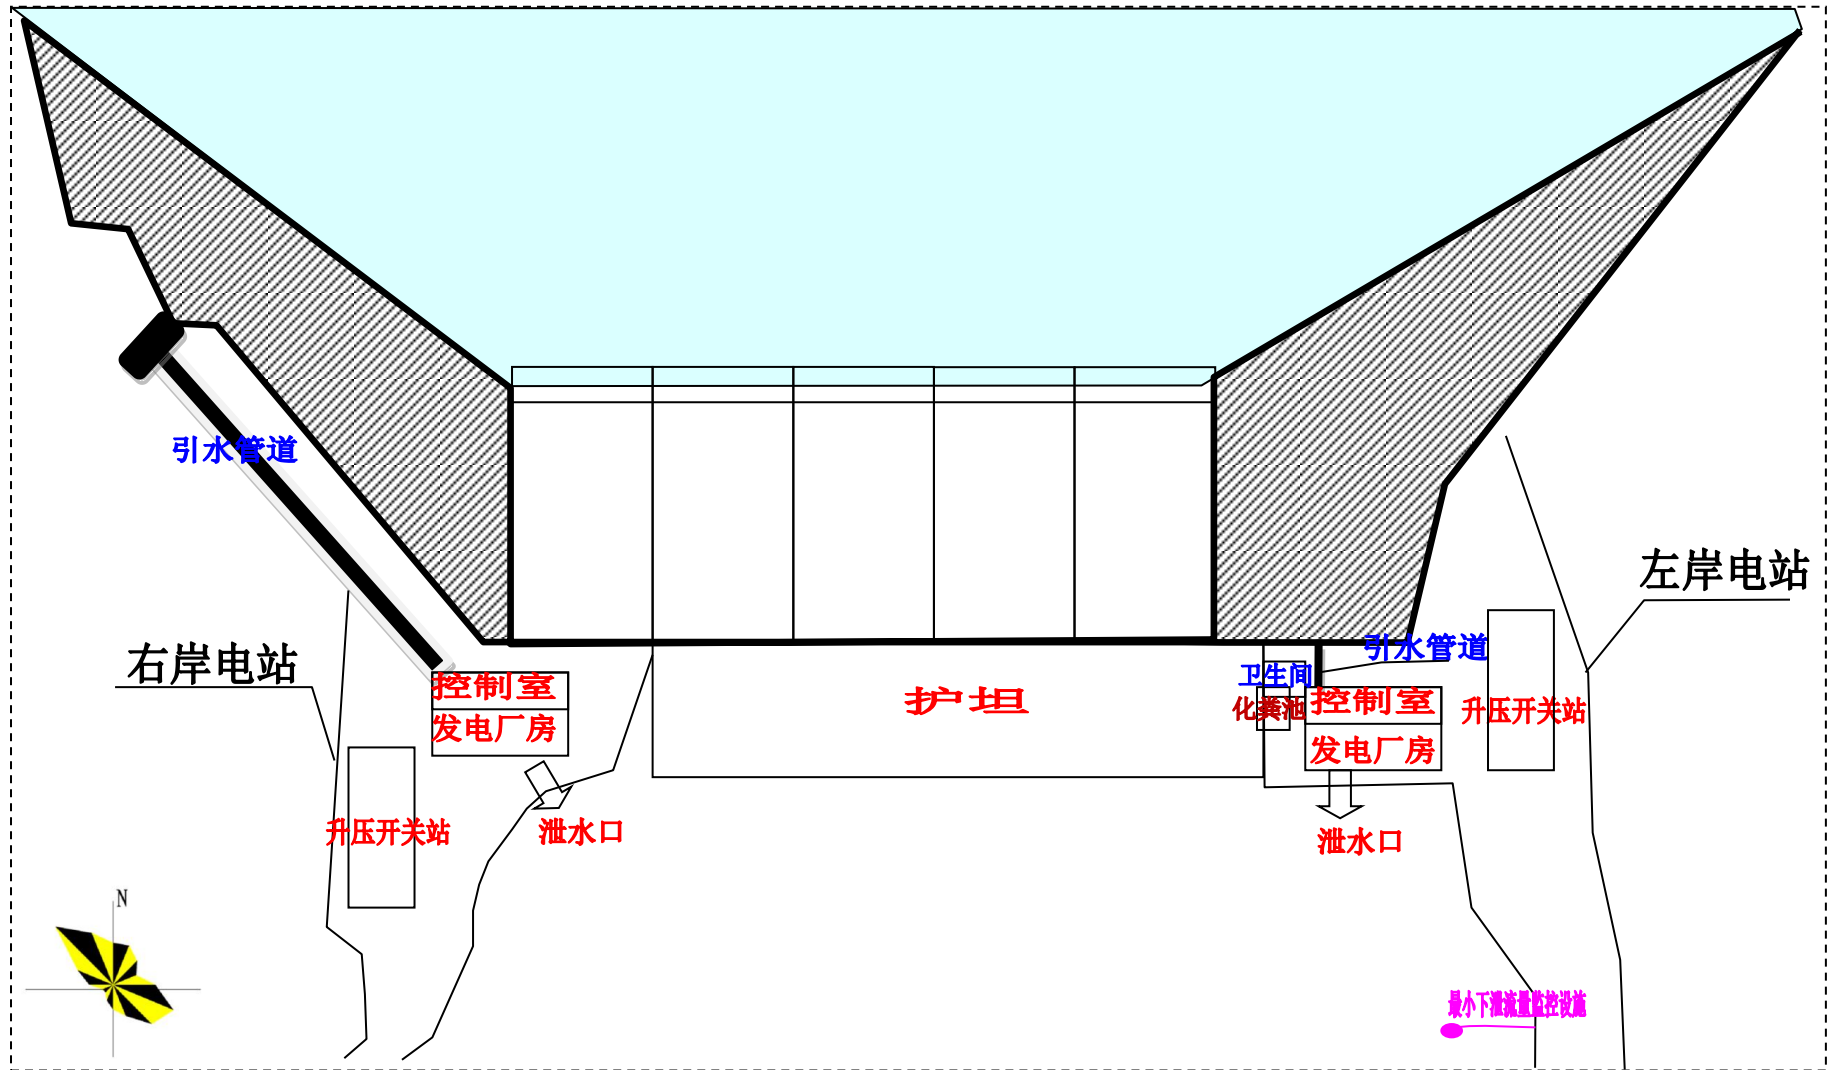 引水管道
左岸电站
右岸电站
引水管道
卫生间
控制室
护坦
化粪池
控制室
升压开关站
发电厂房
发电厂房
升压开关站
泄水口
泄水口
N
最小下泄流量监控设施